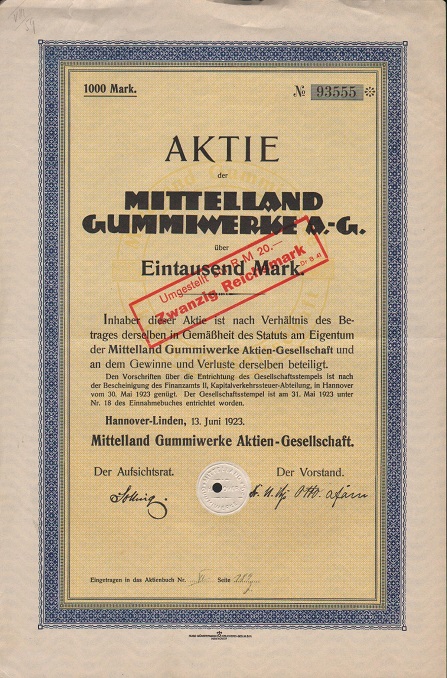 1000 Mark.
№ 93555 ※
AKTIE
der
MITTELLAND
GUMMIWERKE A.-G.
über
Eintausend Mark.
Umgestellt auf R.M 20.—
Zwanzig Reichsmark
Dr B. 41
Inhaber dieser Aktie ist nach Verhältnis des Be-
trages derselben in Gemäßheit des Statuts am Eigentum
der Mittelland Gummiwerke Aktien-Gesellschaft und
an dem Gewinne und Verluste derselben beteiligt.
Den Vorschriften über die Entrichtung des Gesellschaftsstempels ist nach
der Bescheinigung des Finanzamts II, Kapitalverkehrssteuer-Abteilung, in Hannover
vom 30. Mai 1923 genügt. Der Gesellschaftsstempel ist am 31. Mai 1923 unter
Nr. 18 des Einnahmebuches entrichtet worden.
Hannover-Linden, 13. Juni 1923.
Mittelland Gummiwerke Aktien-Gesellschaft.
Der Aufsichtsrat.
Der Vorstand.
Eingetragen in das Aktienbuch Nr. Seite